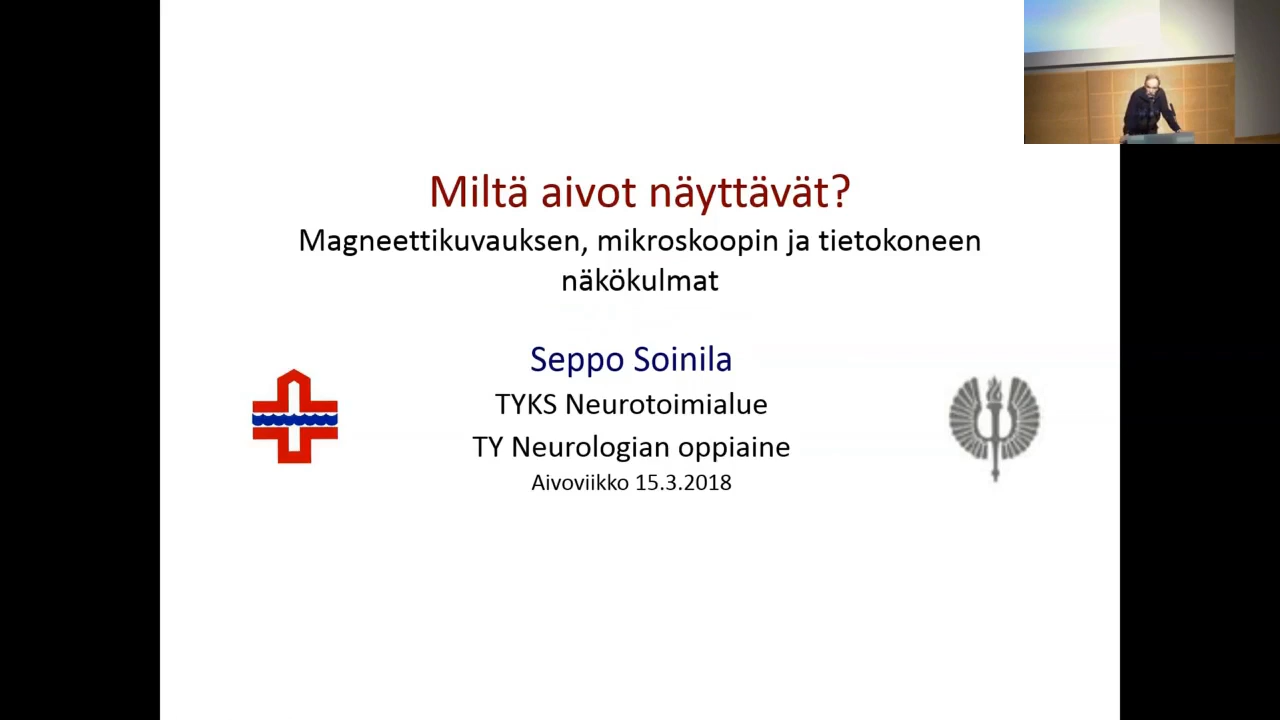 Miltä aivot näyttävät?
Magneettikuvauksen, mikroskoopin ja tietokoneen
näkökulmat
Seppo Soinila
TYKS Neurotoimialue
TY Neurologian oppiaine
Aivoviikko 15.3.2018